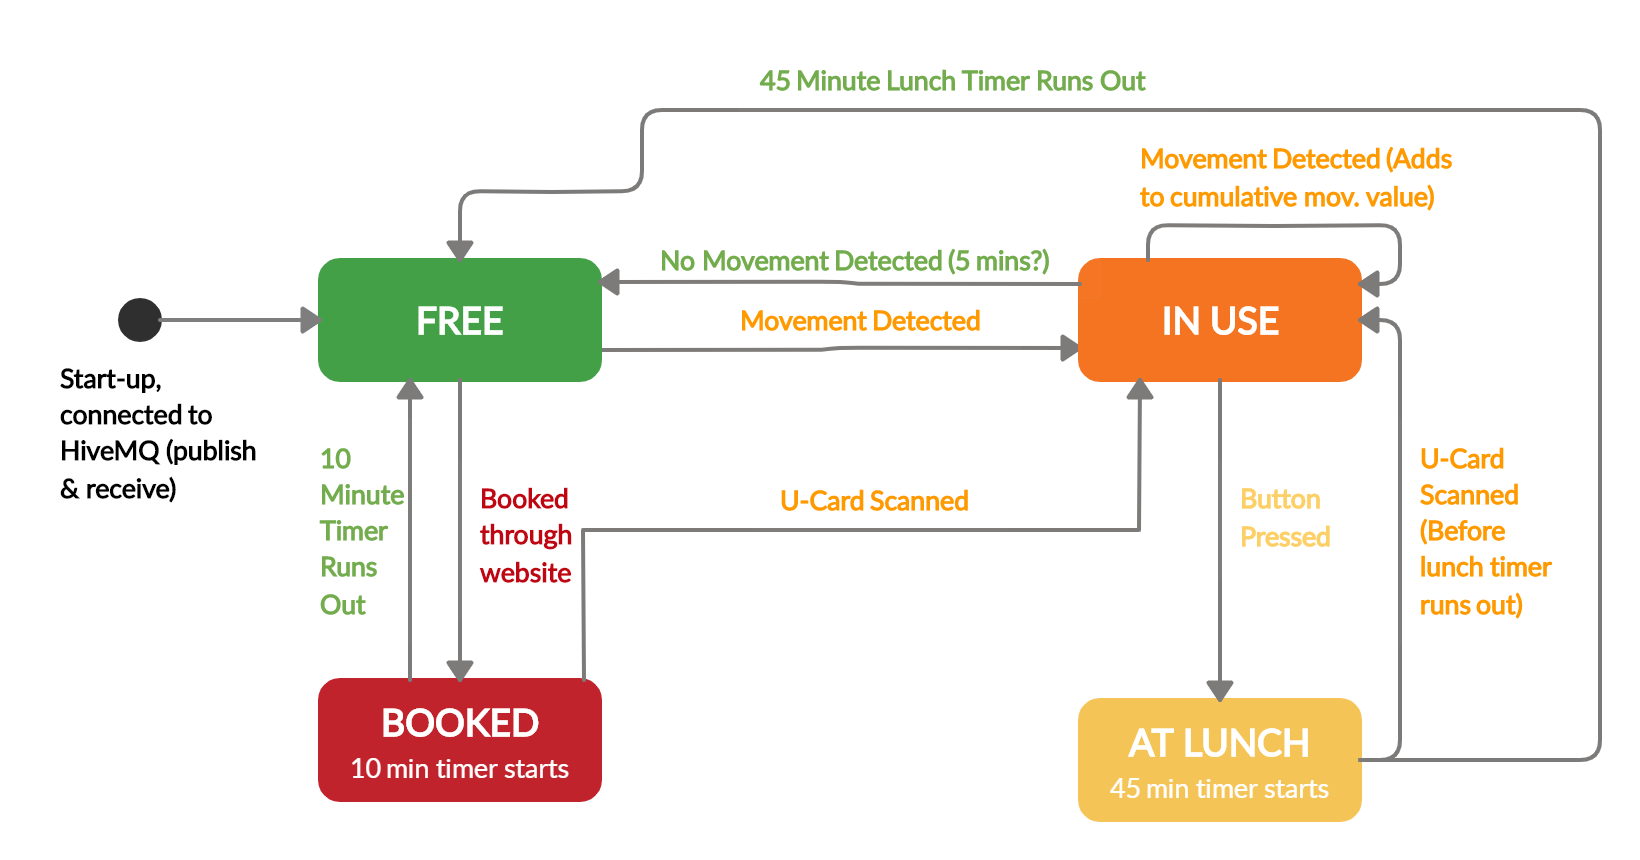 45 Minute Lunch Timer Runs Out
Movement Detected (Adds
to cumulative mov. value)
No Movement Detected (5 mins?)
FREE
Movement Detected
IN USE
Start-up,
connected to
HiveMQ (publish
& receive)
10
Minute
Timer
Runs
Out
Booked
through
website
U-Card Scanned
Button
Pressed
U-Card
Scanned
(Before
lunch timer
runs out)
BOOKED
10 min timer starts
AT LUNCH
45 min timer starts